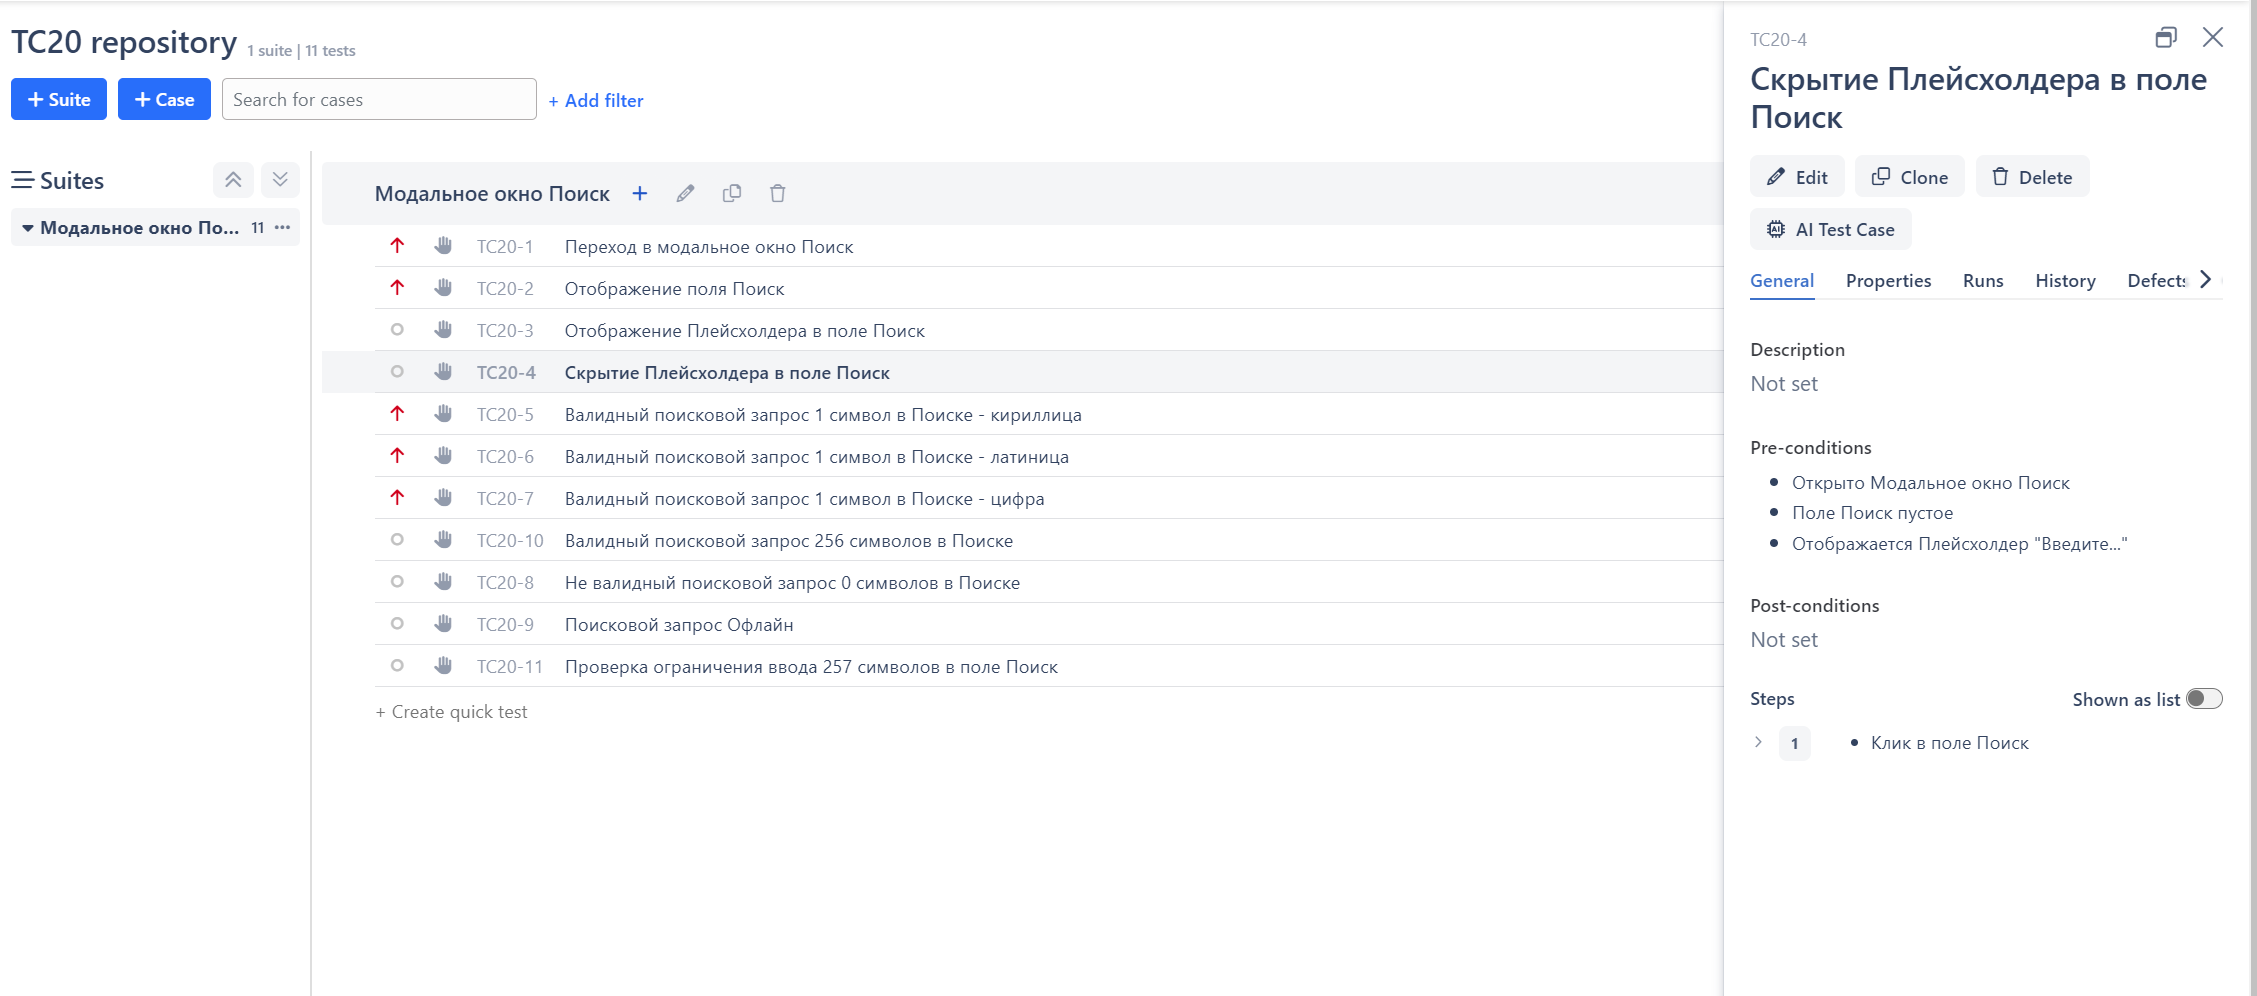 TC20 repository 1 suite | 11 tests
+ Suite
+ Case
Search for cases
+ Add filter
Suites
Модальное окно По... 11 ...
Модальное окно Поиск
TC20-1 Переход в модальное окно Поиск
TC20-2 Отображение поля Поиск
TC20-3 Отображение Плейсхолдера в поле Поиск
TC20-4 Скрытие Плейсхолдера в поле Поиск
TC20-5 Валидный поисковой запрос 1 символ в Поиске - кириллица
TC20-6 Валидный поисковой запрос 1 символ в Поиске - латиница
TC20-7 Валидный поисковой запрос 1 символ в Поиске - цифра
TC20-10 Валидный поисковой запрос 256 символов в Поиске
TC20-8 Не валидный поисковой запрос 0 символов в Поиске
TC20-9 Поисковой запрос Офлайн
TC20-11 Проверка ограничения ввода 257 символов в поле Поиск
+ Create quick test
TC20-4
Скрытие Плейсхолдера в поле
Поиск
Edit
Clone
Delete
AI Test Case
General Properties Runs History Defects
Description
Not set
Pre-conditions
• Открыто Модальное окно Поиск
• Поле Поиск пустое
• Отображается Плейсхолдер "Введите..."
Post-conditions
Not set
Steps
Shown as list
1 • Клик в поле Поиск